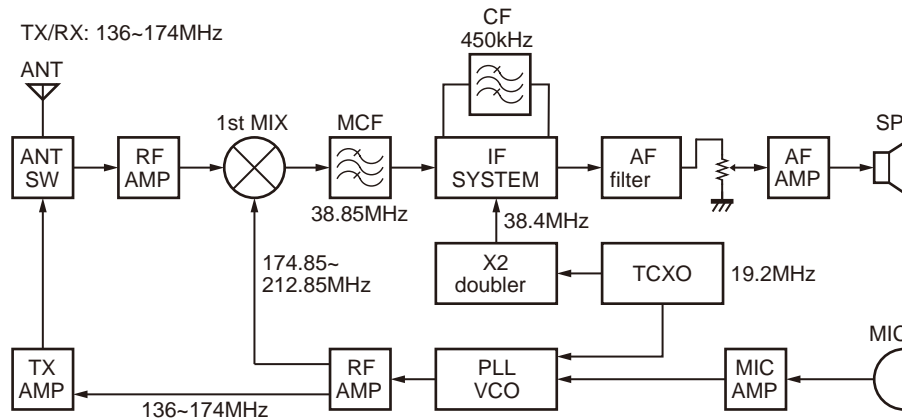 TX/RX: 136~174MHz
ANT
CF
450kHz
1st MIX
MCF
SP
ANT
SW
RF
AMP
IF
SYSTEM
AF
filter
AF
AMP
38.85MHz
38.4MHz
174.85~
212.85MHz
X2
doubler
TCXO
19.2MHz
MIC
TX
AMP
RF
AMP
PLL
VCO
MIC
AMP
136~174MHz